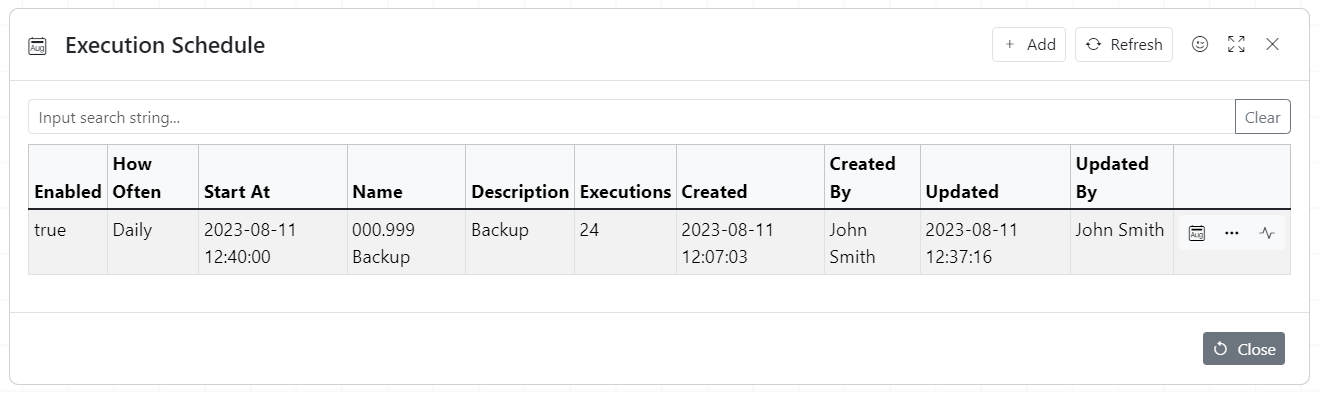 Aug Execution Schedule + Add Refresh
Input search string... Clear
Enabled How Often Start At Name Description Executions Created Created By Updated Updated By
true Daily 2023-08-11 12:40:00 000.999 Backup Backup 24 2023-08-11 12:07:03 John Smith 2023-08-11 12:37:16 John Smith Aug ...
Close